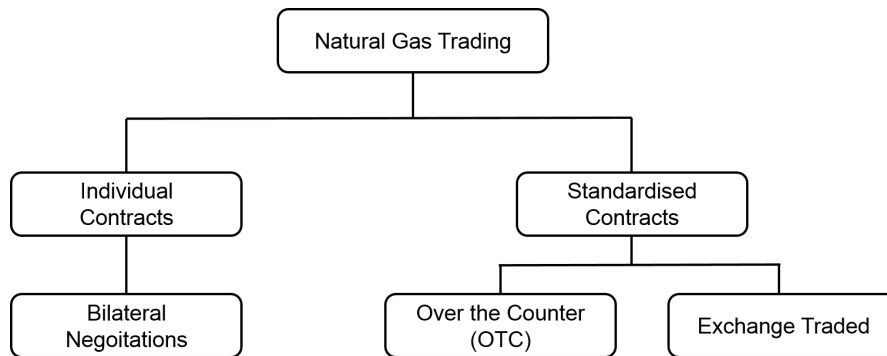 Natural Gas Trading
Individual
Contracts
Standardised
Contracts
Bilateral
Negoitations
Over the Counter
(OTC)
Exchange Traded